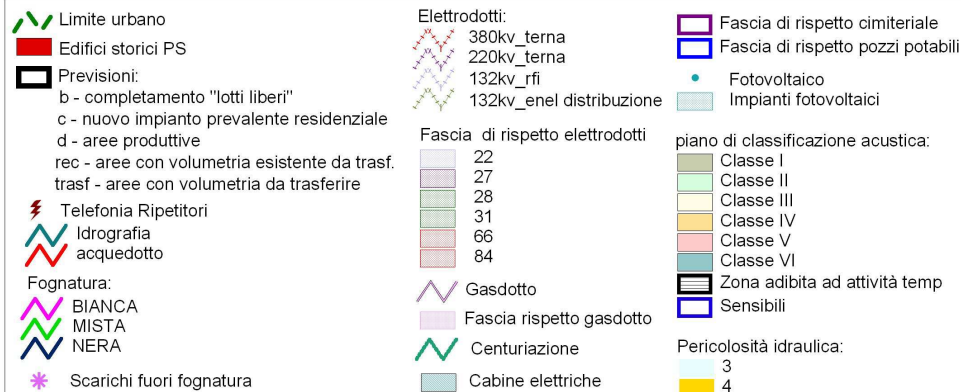 Limite urbano
Edifici storici PS
Previsioni:
b - completamento "lotti liberi"
c - nuovo impianto prevalente residenziale
d - aree produttive
rec - aree con volumetria esistente da trasf.
trasf - aree con volumetria da trasferire
Telefonia Ripetitori
Idrografia
acquedotto
Fognatura:
BIANCA
MISTA
NERA
Scarichi fuori fognatura
Elettrodotti:
380kv_terna
220kv_terna
132kv_rfi
132kv_enel distribuzione
Fascia di rispetto elettrodotti
22
27
28
31
66
84
Gasdotto
Fascia rispetto gasdotto
Centuriazione
Cabine elettriche
Fascia di rispetto cimiteriale
Fascia di rispetto pozzi potabili
Fotovoltaico
Impianti fotovoltaici
piano di classificazione acustica:
Classe I
Classe II
Classe III
Classe IV
Classe V
Classe VI
Zona adibita ad attività temp
Sensibili
Pericolosità idraulica:
3
4